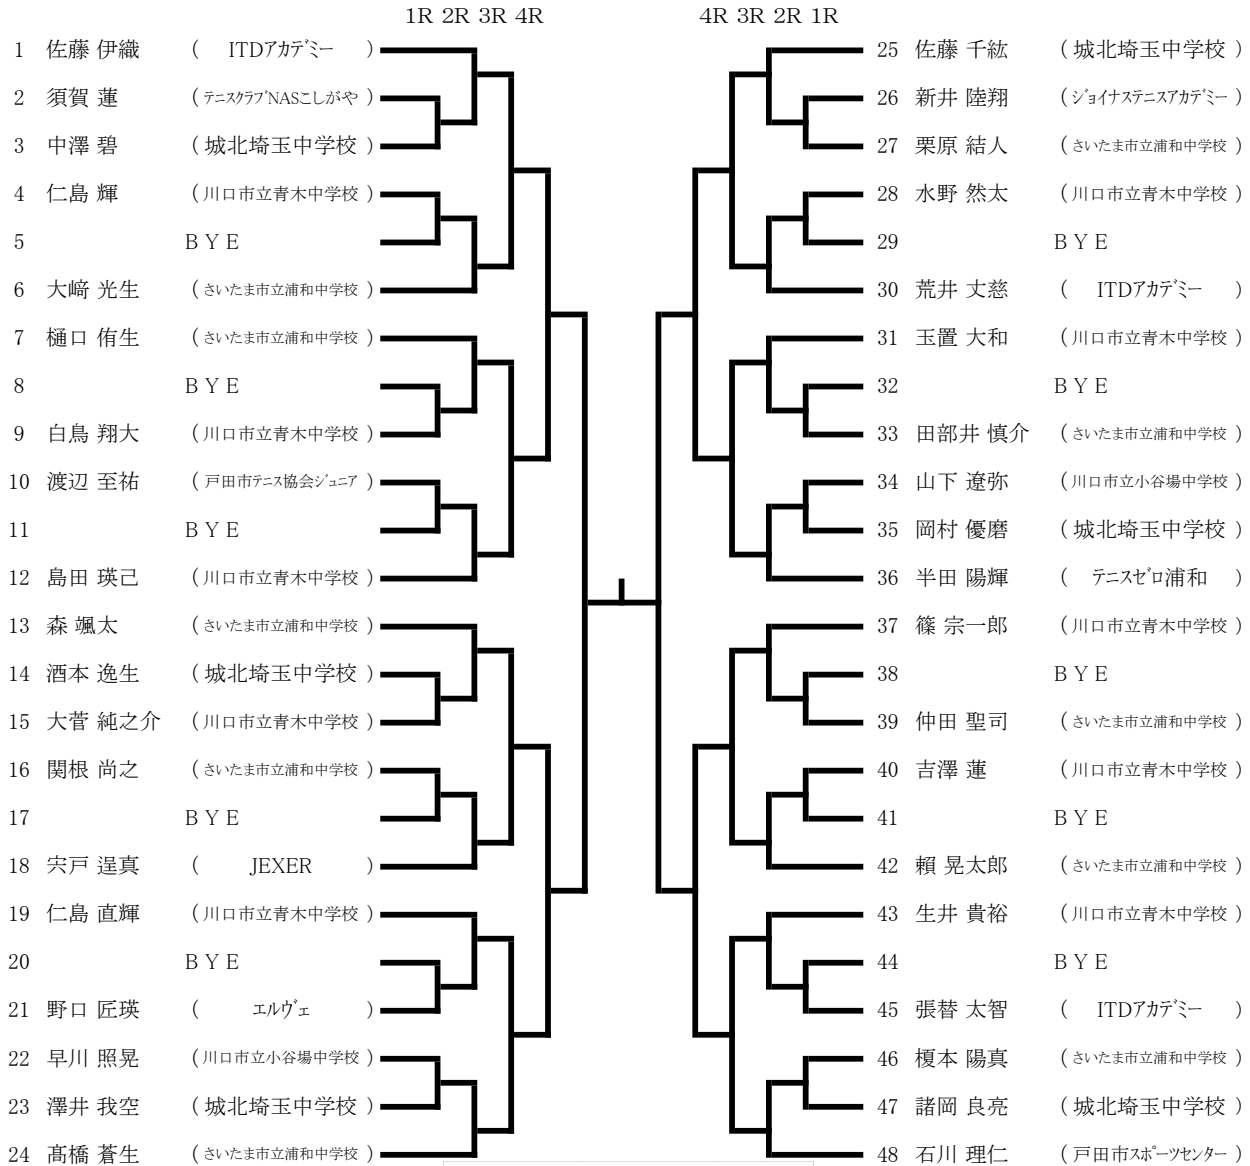 1R 2R 3R 4R
4R 3R 2R 1R
1 佐藤 伊織 ( ITDアカデミー )
2 須賀 蓮 ( テニスクラブNASこしがや )
3 中澤 碧 ( 城北埼玉中学校 )
4 仁島 輝 ( 川口市立青木中学校 )
5 ＢＹＥ
6 大﨑 光生 ( さいたま市立浦和中学校 )
7 樋口 侑生 ( さいたま市立浦和中学校 )
8 ＢＹＥ
9 白鳥 翔大 ( 川口市立青木中学校 )
10 渡辺 至祐 ( 戸田市テニス協会ジュニア )
11 ＢＹＥ
12 島田 瑛己 ( 川口市立青木中学校 )
13 森 颯太 ( さいたま市立浦和中学校 )
14 酒本 逸生 ( 城北埼玉中学校 )
15 大菅 純之介 ( 川口市立青木中学校 )
16 関根 尚之 ( さいたま市立浦和中学校 )
17 ＢＹＥ
18 宍戸 逞真 ( JEXER )
19 仁島 直輝 ( 川口市立青木中学校 )
20 ＢＹＥ
21 野口 匠瑛 ( エルヴェ )
22 早川 照晃 ( 川口市立小谷場中学校 )
23 澤井 我空 ( 城北埼玉中学校 )
24 髙橋 蒼生 ( さいたま市立浦和中学校 )
25 佐藤 千紘 ( 城北埼玉中学校 )
26 新井 陸翔 ( ジョイナステニスアカデミー )
27 栗原 結人 ( さいたま市立浦和中学校 )
28 水野 然太 ( 川口市立青木中学校 )
29 ＢＹＥ
30 荒井 丈慈 ( ITDアカデミー )
31 玉置 大和 ( 川口市立青木中学校 )
32 ＢＹＥ
33 田部井 慎介 ( さいたま市立浦和中学校 )
34 山下 遼弥 ( 川口市立小谷場中学校 )
35 岡村 優磨 ( 城北埼玉中学校 )
36 半田 陽輝 ( テニスゼロ浦和 )
37 篠 宗一郎 ( 川口市立青木中学校 )
38 ＢＹＥ
39 仲田 聖司 ( さいたま市立浦和中学校 )
40 吉澤 蓮 ( 川口市立青木中学校 )
41 ＢＹＥ
42 頼 晃太郎 ( さいたま市立浦和中学校 )
43 生井 貴裕 ( 川口市立青木中学校 )
44 ＢＹＥ
45 張替 太智 ( ITDアカデミー )
46 榎本 陽真 ( さいたま市立浦和中学校 )
47 諸岡 良亮 ( 城北埼玉中学校 )
48 石川 理仁 ( 戸田市スポーツセンター )